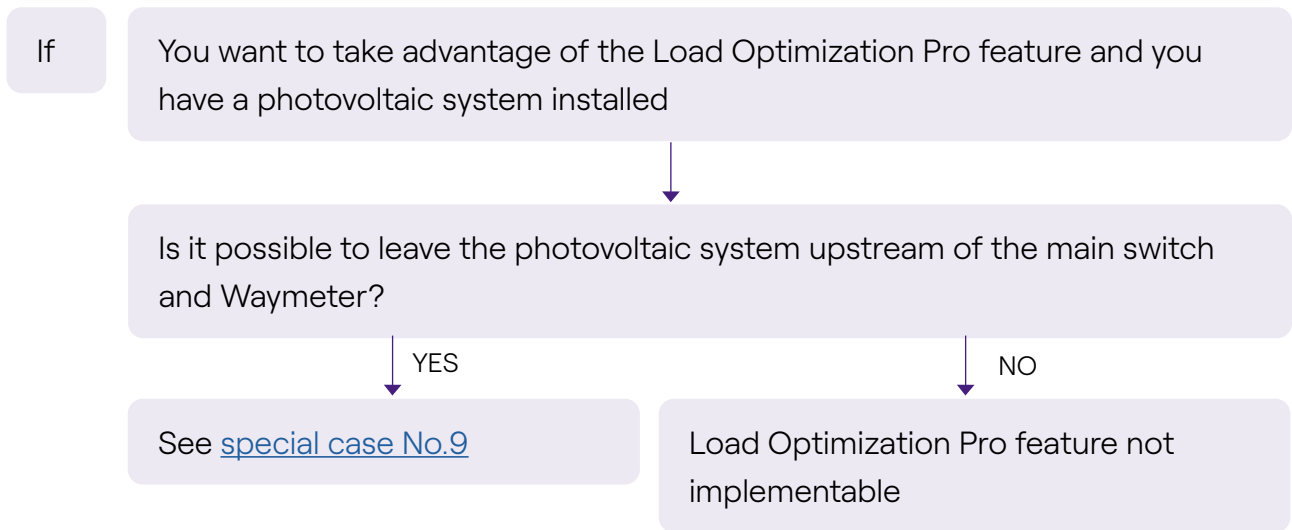 If
You want to take advantage of the Load Optimization Pro feature and you
have a photovoltaic system installed
Is it possible to leave the photovoltaic system upstream of the main switch
and Waymeter?
YES
NO
See special case No.9
Load Optimization Pro feature not
implementable